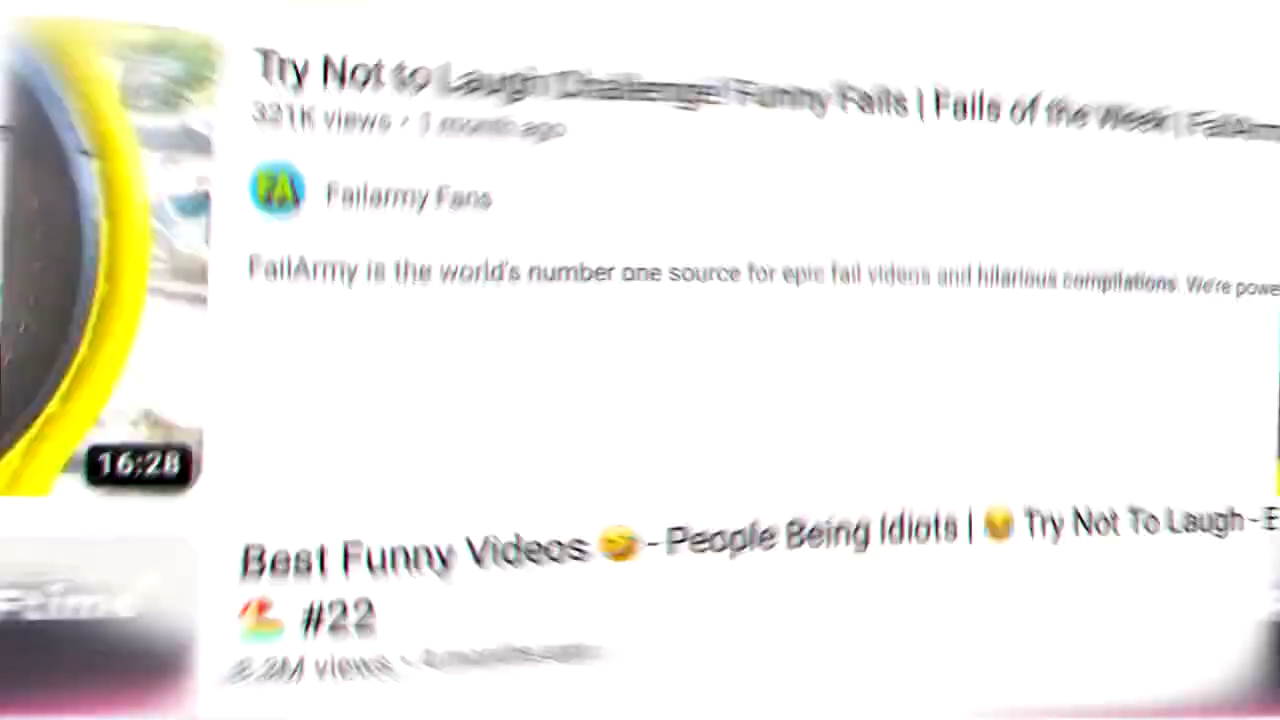 Try Not to Laugh Challenge! Funny Fails | Fails of the Week |
321K views • 1 month ago
FA
Failarmy Fans
FailArmy is the world's number one source for epic fail videos and hilarious compilations. We're powe
16:28
Best Funny Videos 🤣 - People Being Idiots | 😂 Try Not To Laugh - 
🏖️ #22
views •